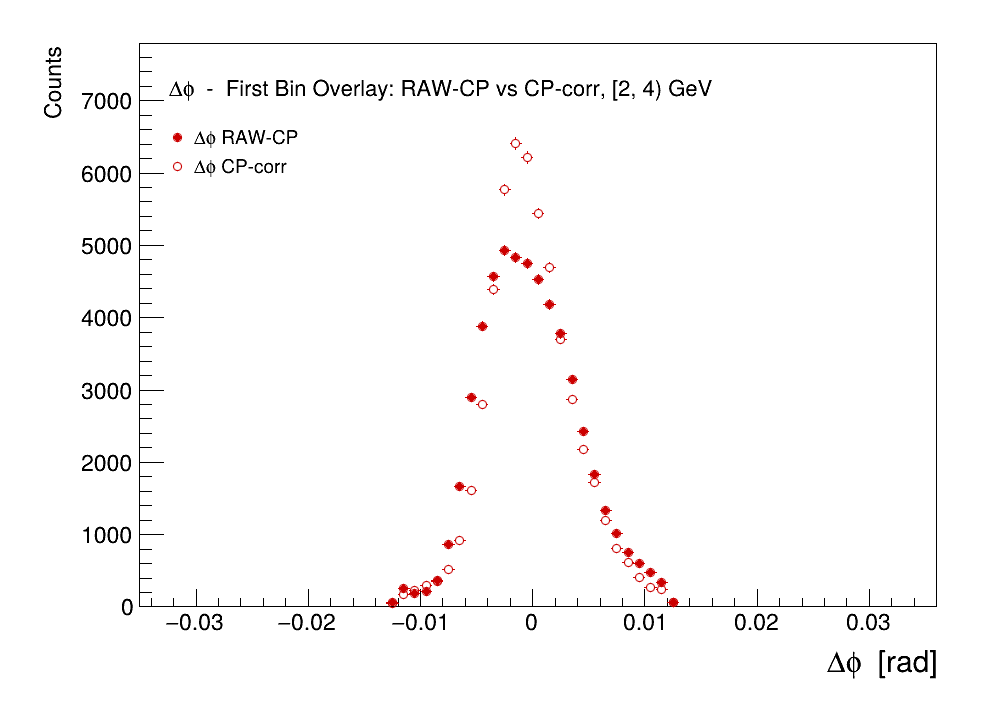 Counts
Δϕ - First Bin Overlay: RAW-CP vs CP-corr, [2, 4) GeV
Δϕ RAW-CP
Δϕ CP-corr
7000
6000
5000
4000
3000
2000
1000
0
−0.03 −0.02 −0.01 0 0.01 0.02 0.03
Δϕ [rad]